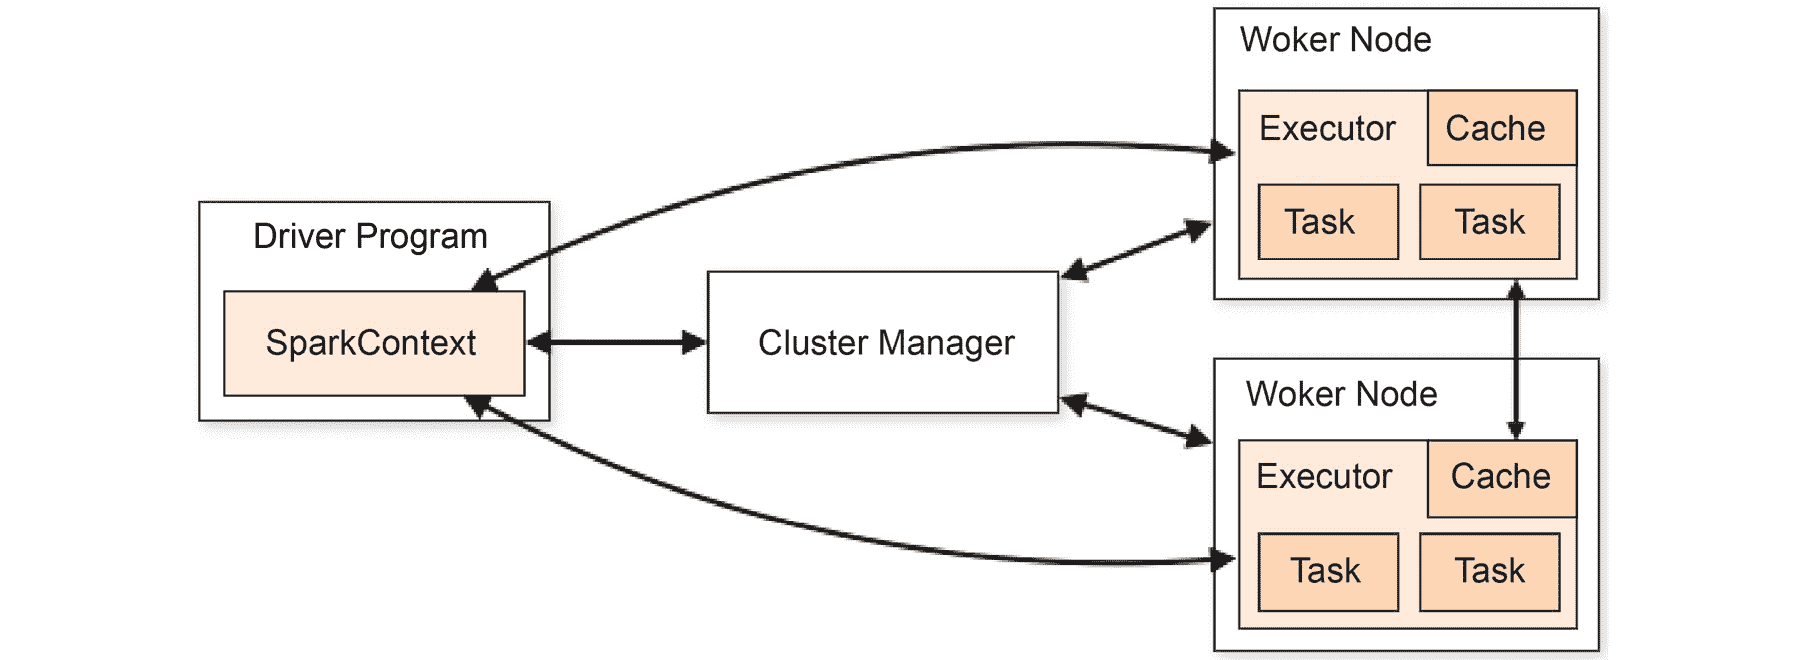 Driver Program
SparkContext
Cluster Manager
Woker Node
Executor
Cache
Task
Task
Woker Node
Executor
Cache
Task
Task